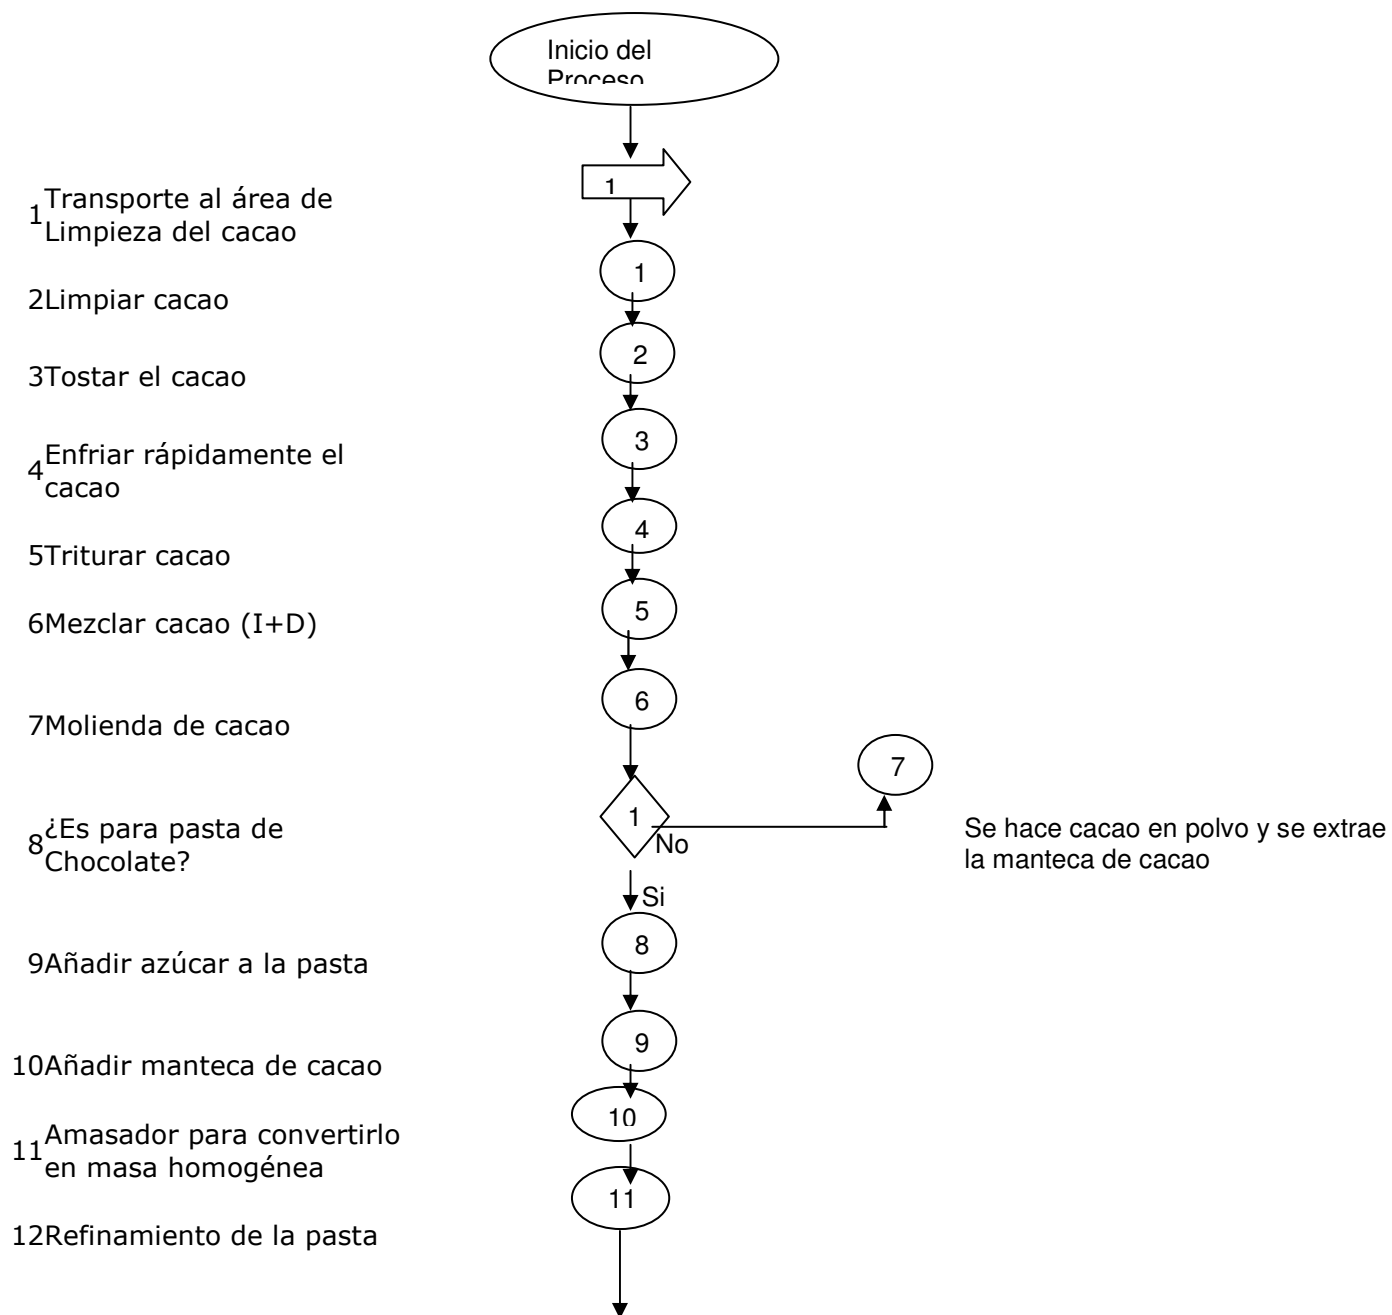 Inicio del
Proceso
1
1 Transporte al área de
Limpieza del cacao
1
2Limpiar cacao
2
3Tostar el cacao
3
4 Enfriar rápidamente el
cacao
4
5Triturar cacao
5
6Mezclar cacao (I+D)
6
7Molienda de cacao
7
1
No
8 ¿Es para pasta de
Chocolate?
Se hace cacao en polvo y se extrae
la manteca de cacao
Si
8
9Añadir azúcar a la pasta
9
10Añadir manteca de cacao
10
11 Amasador para convertirlo
en masa homogénea
11
12Refinamiento de la pasta